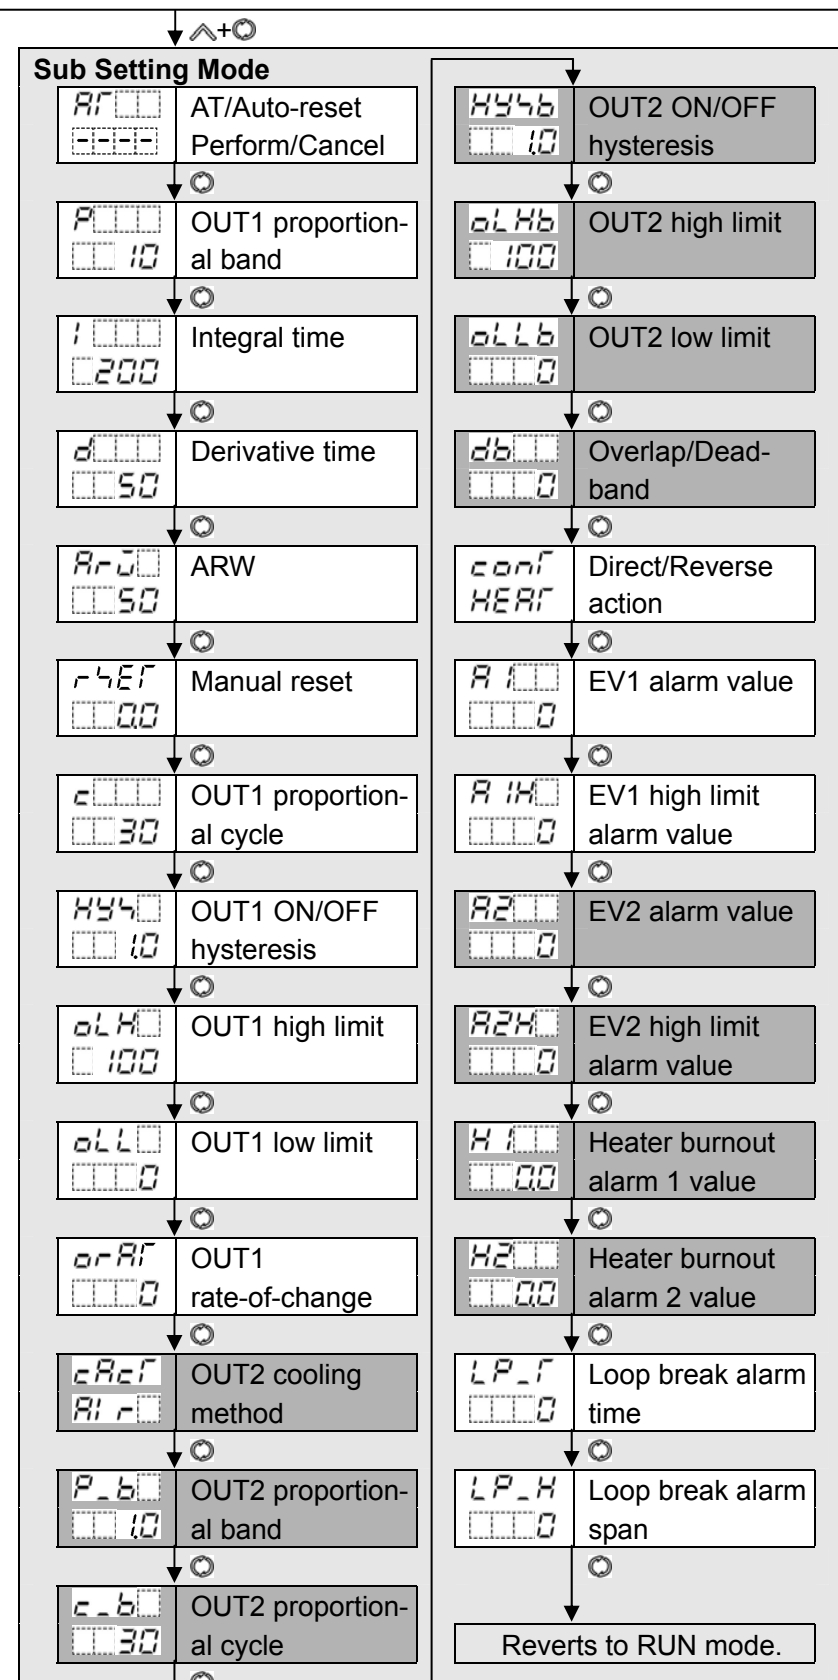 +
Sub Setting Mode
AT
----
AT/Auto-reset
Perform/Cancel
P
10
OUT1 proportion-
al band
I
200
Integral time
d
50
Derivative time
Arw
50
ARW
rSET
0.0
Manual reset
c
30
OUT1 proportion-
al cycle
HYS
1.0
OUT1 ON/OFF
hysteresis
oLH
100
OUT1 high limit
oLL
0
OUT1 low limit
orAT
0
OUT1
rate-of-change
cAcT
AIr
OUT2 cooling
method
P_b
1.0
OUT2 proportion-
al band
c_b
30
OUT2 proportion-
al cycle
HYSb
1.0
OUT2 ON/OFF
hysteresis
oLHb
100
OUT2 high limit
oLLb
0
OUT2 low limit
db
0
Overlap/Dead-
band
conT
HEAT
Direct/Reverse
action
A1
0
EV1 alarm value
A1H
0
EV1 high limit
alarm value
A2
0
EV2 alarm value
A2H
0
EV2 high limit
alarm value
H1
0.0
Heater burnout
alarm 1 value
H2
0.0
Heater burnout
alarm 2 value
LP_T
0
Loop break alarm
time
LP_H
0
Loop break alarm
span
Reverts to RUN mode.